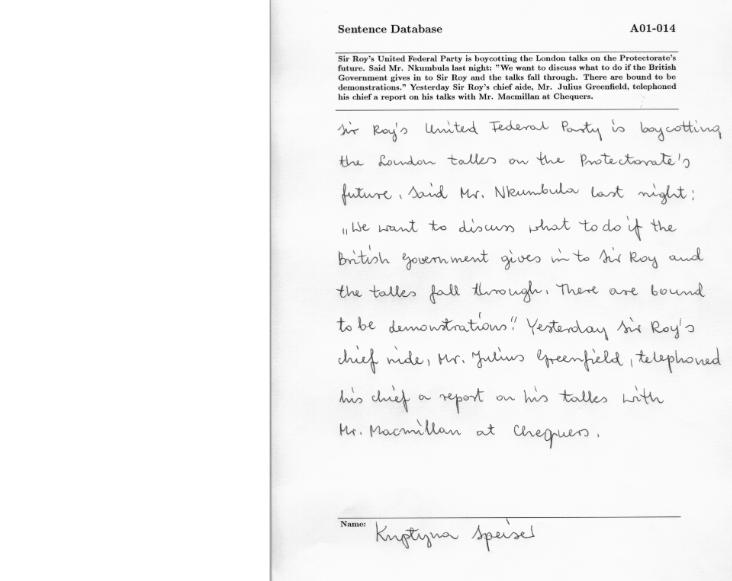 Sentence Database A01-014
Sir Roy's United Federal Party is boycotting the London talks on the Protectorate's
future. Said Mr. Nkumbula last night: "We want to discuss what to do if the British
Government gives in to Sir Roy and the talks fall through. There are bound to be
demonstrations." Yesterday Sir Roy's chief aide, Mr. Julius Greenfield, telephoned
his chief a report on his talks with Mr. Macmillan at Chequers.
Sir Roy's United Federal Party is boycotting
the London talks on the Protectorate's
future. Said Mr. Nkumbula last night:
„We want to discuss what to do if the
British Government gives in to Sir Roy and
the talks fall through. There are bound
to be demonstrations." Yesterday Sir Roy's
chief aide, Mr. Julius Greenfield, telephoned
his chief a report on his talks with
Mr. Macmillan at Chequers.
Name: